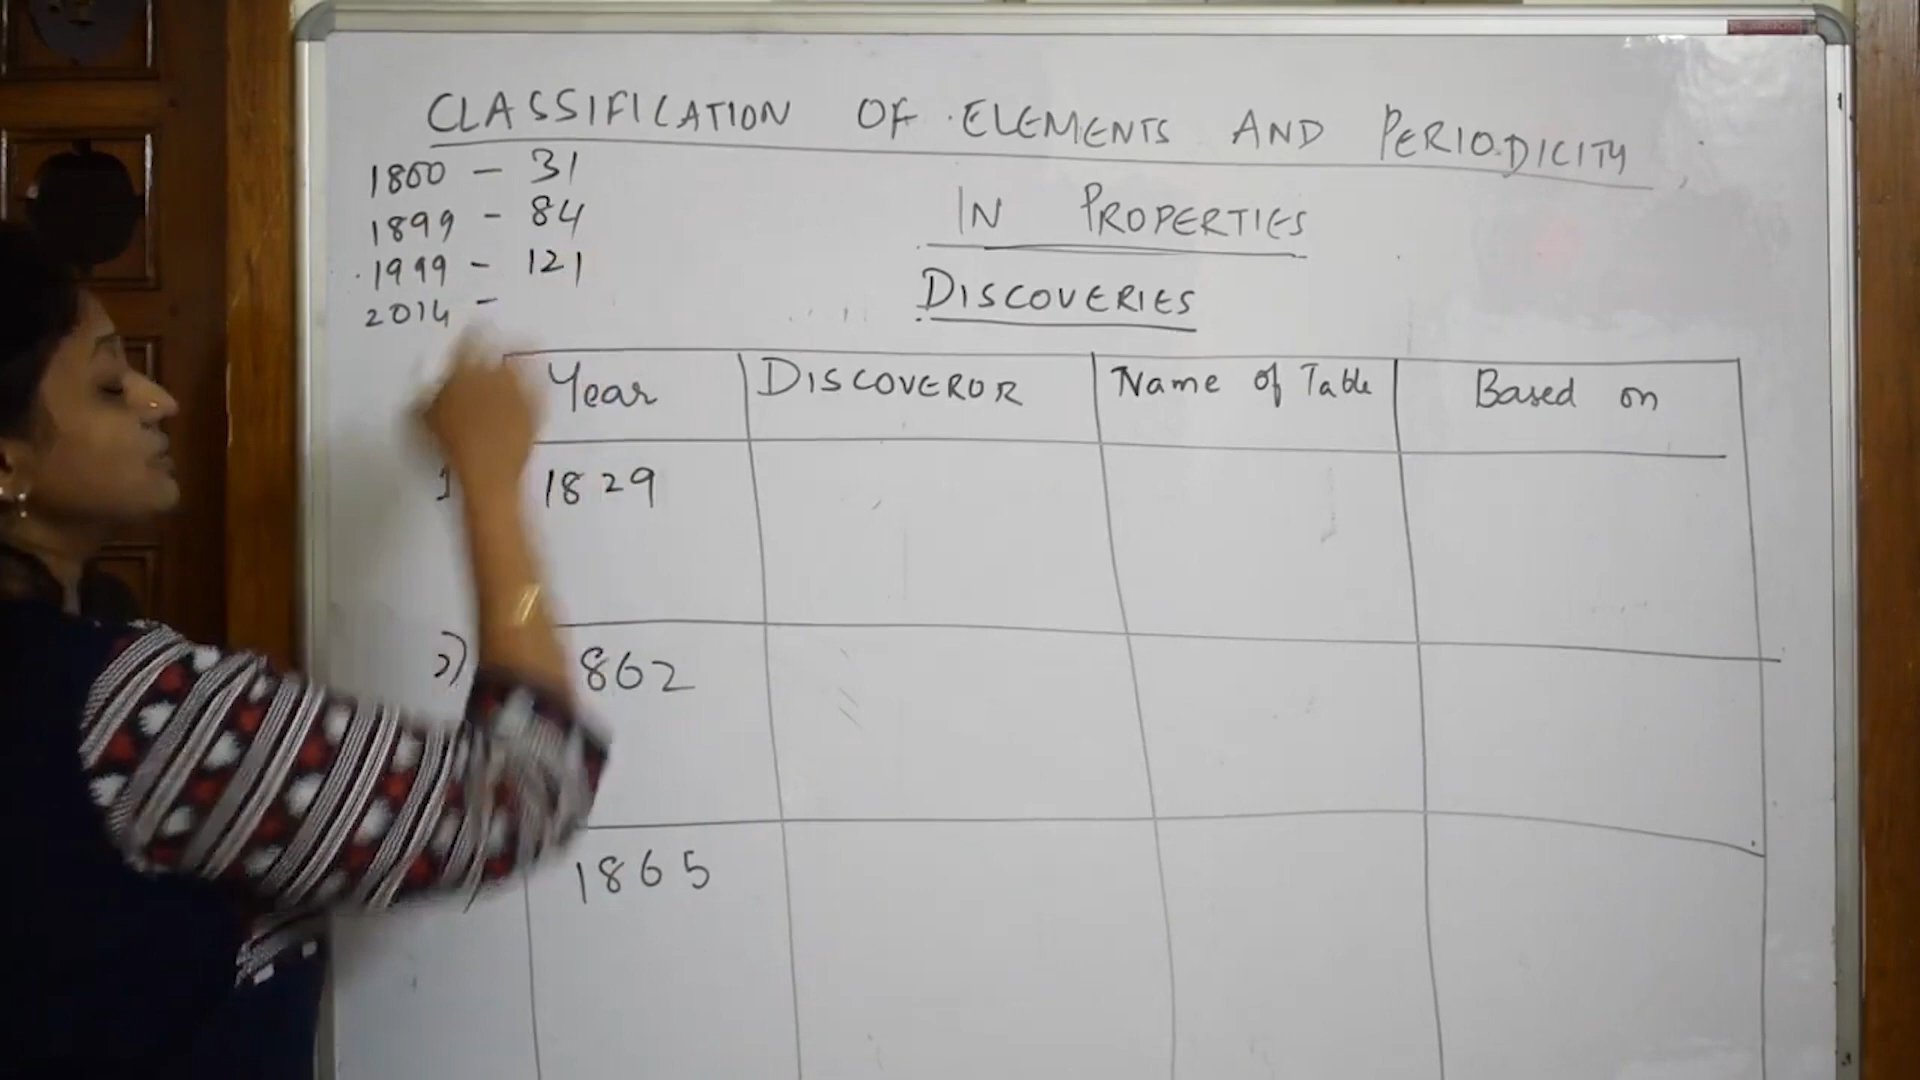 CLASSIFICATION OF ELEMENTS AND PERIODICITY
IN PROPERTIES
1800 - 31
1899 - 84
1999 - 121
2014 -
DISCOVERIES
Year DISCOVEROR Name of Table Based on
1829
2) 862
1865